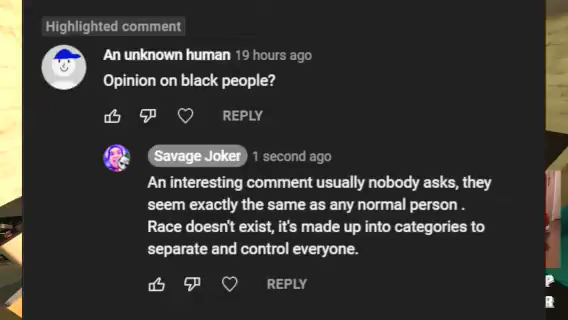 Highlighted comment
An unknown human 19 hours ago
Opinion on black people?
REPLY
Savage Joker 1 second ago
An interesting comment usually nobody asks, they
seem exactly the same as any normal person .
Race doesn't exist, it's made up into categories to
separate and control everyone.
REPLY